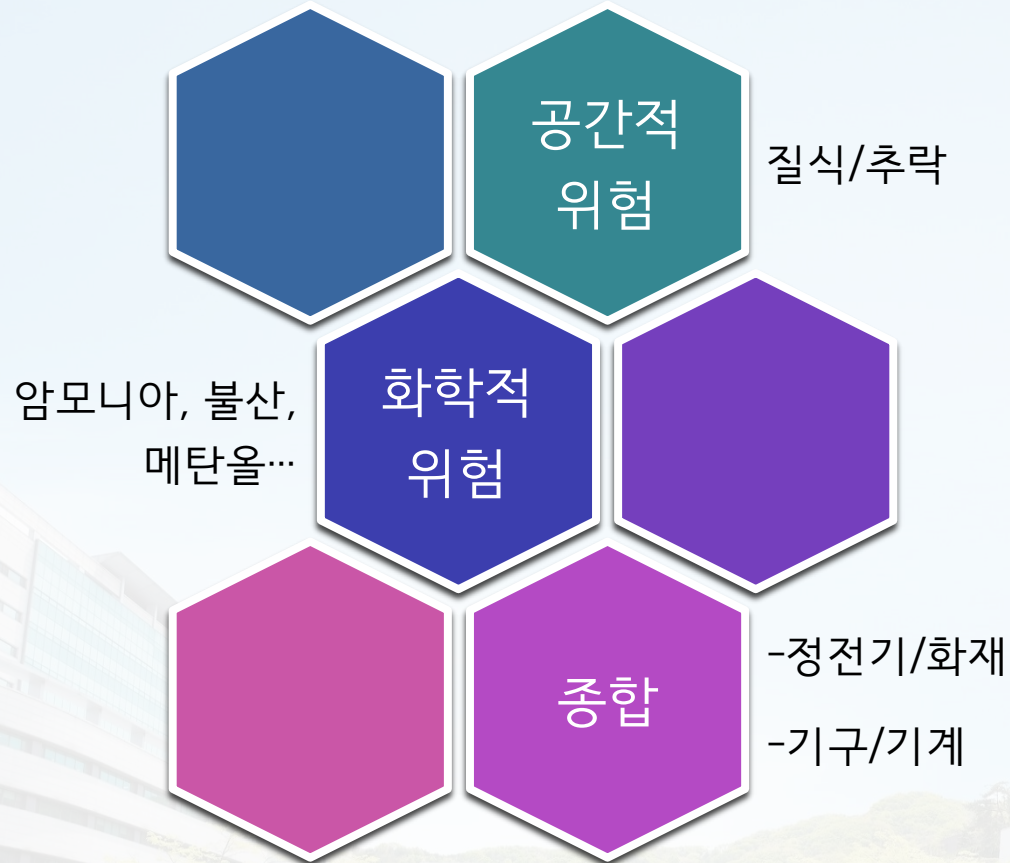 공간적
위험
질식/추락
암모니아, 불산,
메탄올…
화학적
위험
종합
-정전기/화재
-기구/기계